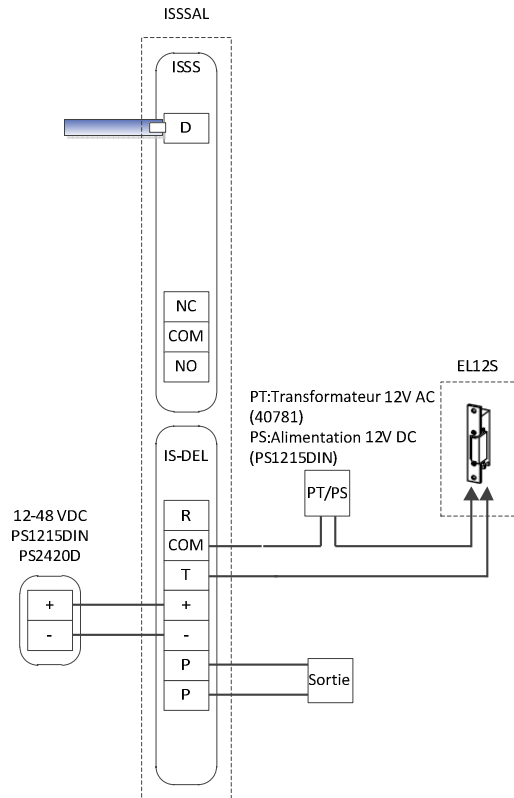 ISSSAL
ISSS
D
NC
COM
NO
EL12S
PT:Transformateur 12V AC
(40781)
PS:Alimentation 12V DC
(PS1215DIN)
IS-DEL
PT/PS
12-48 VDC
PS1215DIN
PS2420D
R
COM
T
+
-
+
-
P
P
Sortie